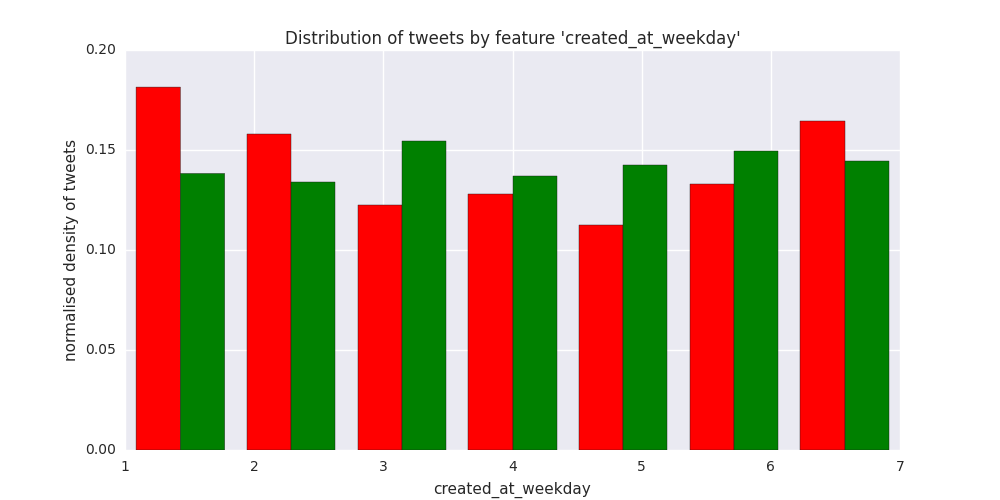 Distribution of tweets by feature 'created_at_weekday'
normalised density of tweets
0.20
0.15
0.10
0.05
0.00
1 2 3 4 5 6 7
created_at_weekday